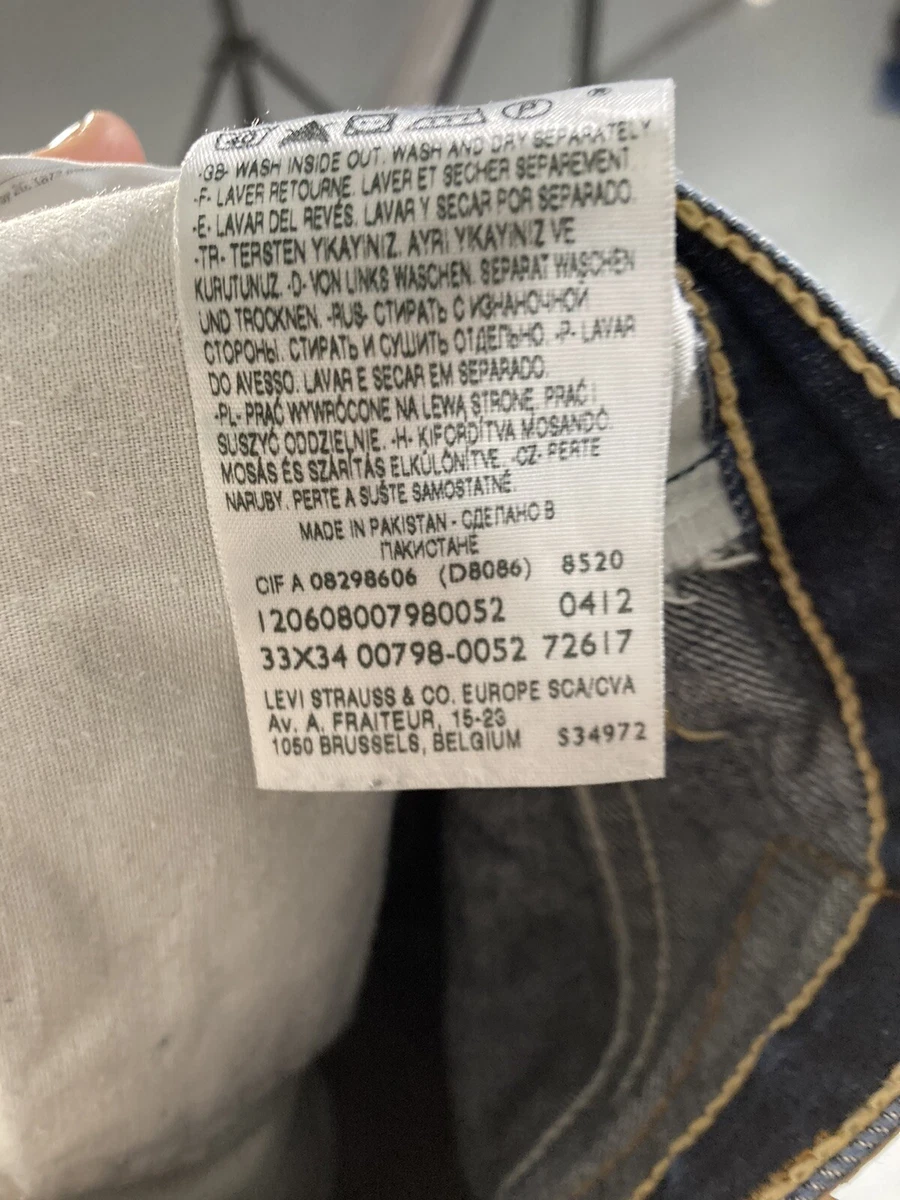 -GB- WASH INSIDE OUT. WASH AND DRY SEPARATELY
-F- LAVER RETOURNÉ. LAVER ET SECHER SEPAREMENT.
-E- LAVAR DEL REVÉS. LAVAR Y SECAR POR SEPARADO.
-TR- TERSTEN YIKAYINIZ. AYRI YIKAYINIZ VE
KURUTUNUZ. -D- VON LINKS WASCHEN. SEPARAT WASCHEN
UND TROCKNEN. -RUS- СТИРАТЬ С ИЗНАНОЧНОЙ
СТОРОНЫ. СТИРАТЬ И СУШИТЬ ОТДЕЛЬНО. -P- LAVAR
DO AVESSO. LAVAR E SECAR EM SEPARADO.
-PL- PRAĆ WYWRÓCONE NA LEWĄ STRONĘ. PRAĆ I
SUSZYĆ ODDZIELNIE. -H- KIFORDÍTVA MOSANDÓ.
MOSÁS ÉS SZÁRÍTÁS ELKÜLÖNÍTVE. -CZ- PERTE
NARUBY. PERTE A SUŠTE SAMOSTATNĚ.
MADE IN PAKISTAN - СДЕЛАНО В
ПАКИСТАНЕ
CIF A 08298606 (D8086) 8520
120608007980052 0412
33X34 00798-0052 72617
LEVI STRAUSS & CO. EUROPE SCA/CVA
Av. A. FRAITEUR, 15-23
1050 BRUSSELS, BELGIUM S34972